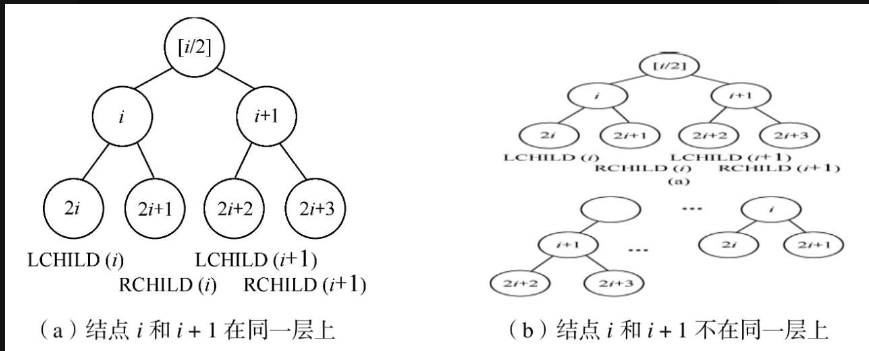 [i/2]
i
i+1
2i
2i+1
2i+2
2i+3
LCHILD (i)
LCHILD (i+1)
RCHILD (i)
RCHILD (i+1)
(a)结点 i 和 i + 1 在同一层上
[i/2]
i
i+1
2i
2i+1
2i+2
2i+3
LCHILD (i)
LCHILD (i+1)
RCHILD (i)
RCHILD (i+1)
(a)
...
i
i+1
...
2i
2i+1
2i+2
2i+3
(b)结点 i 和 i + 1 不在同一层上